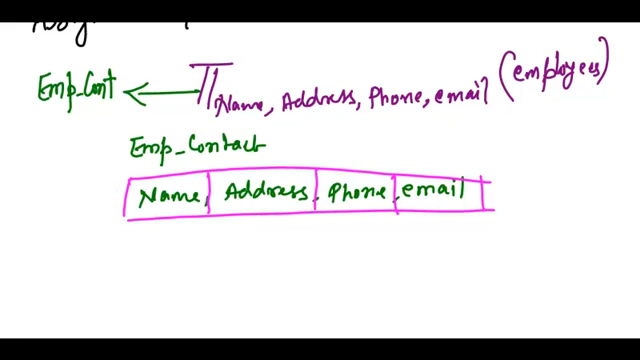 Emp_Cont ← π Name, Address, Phone, email (employees)
Emp_Contact
Name, Address, Phone, email